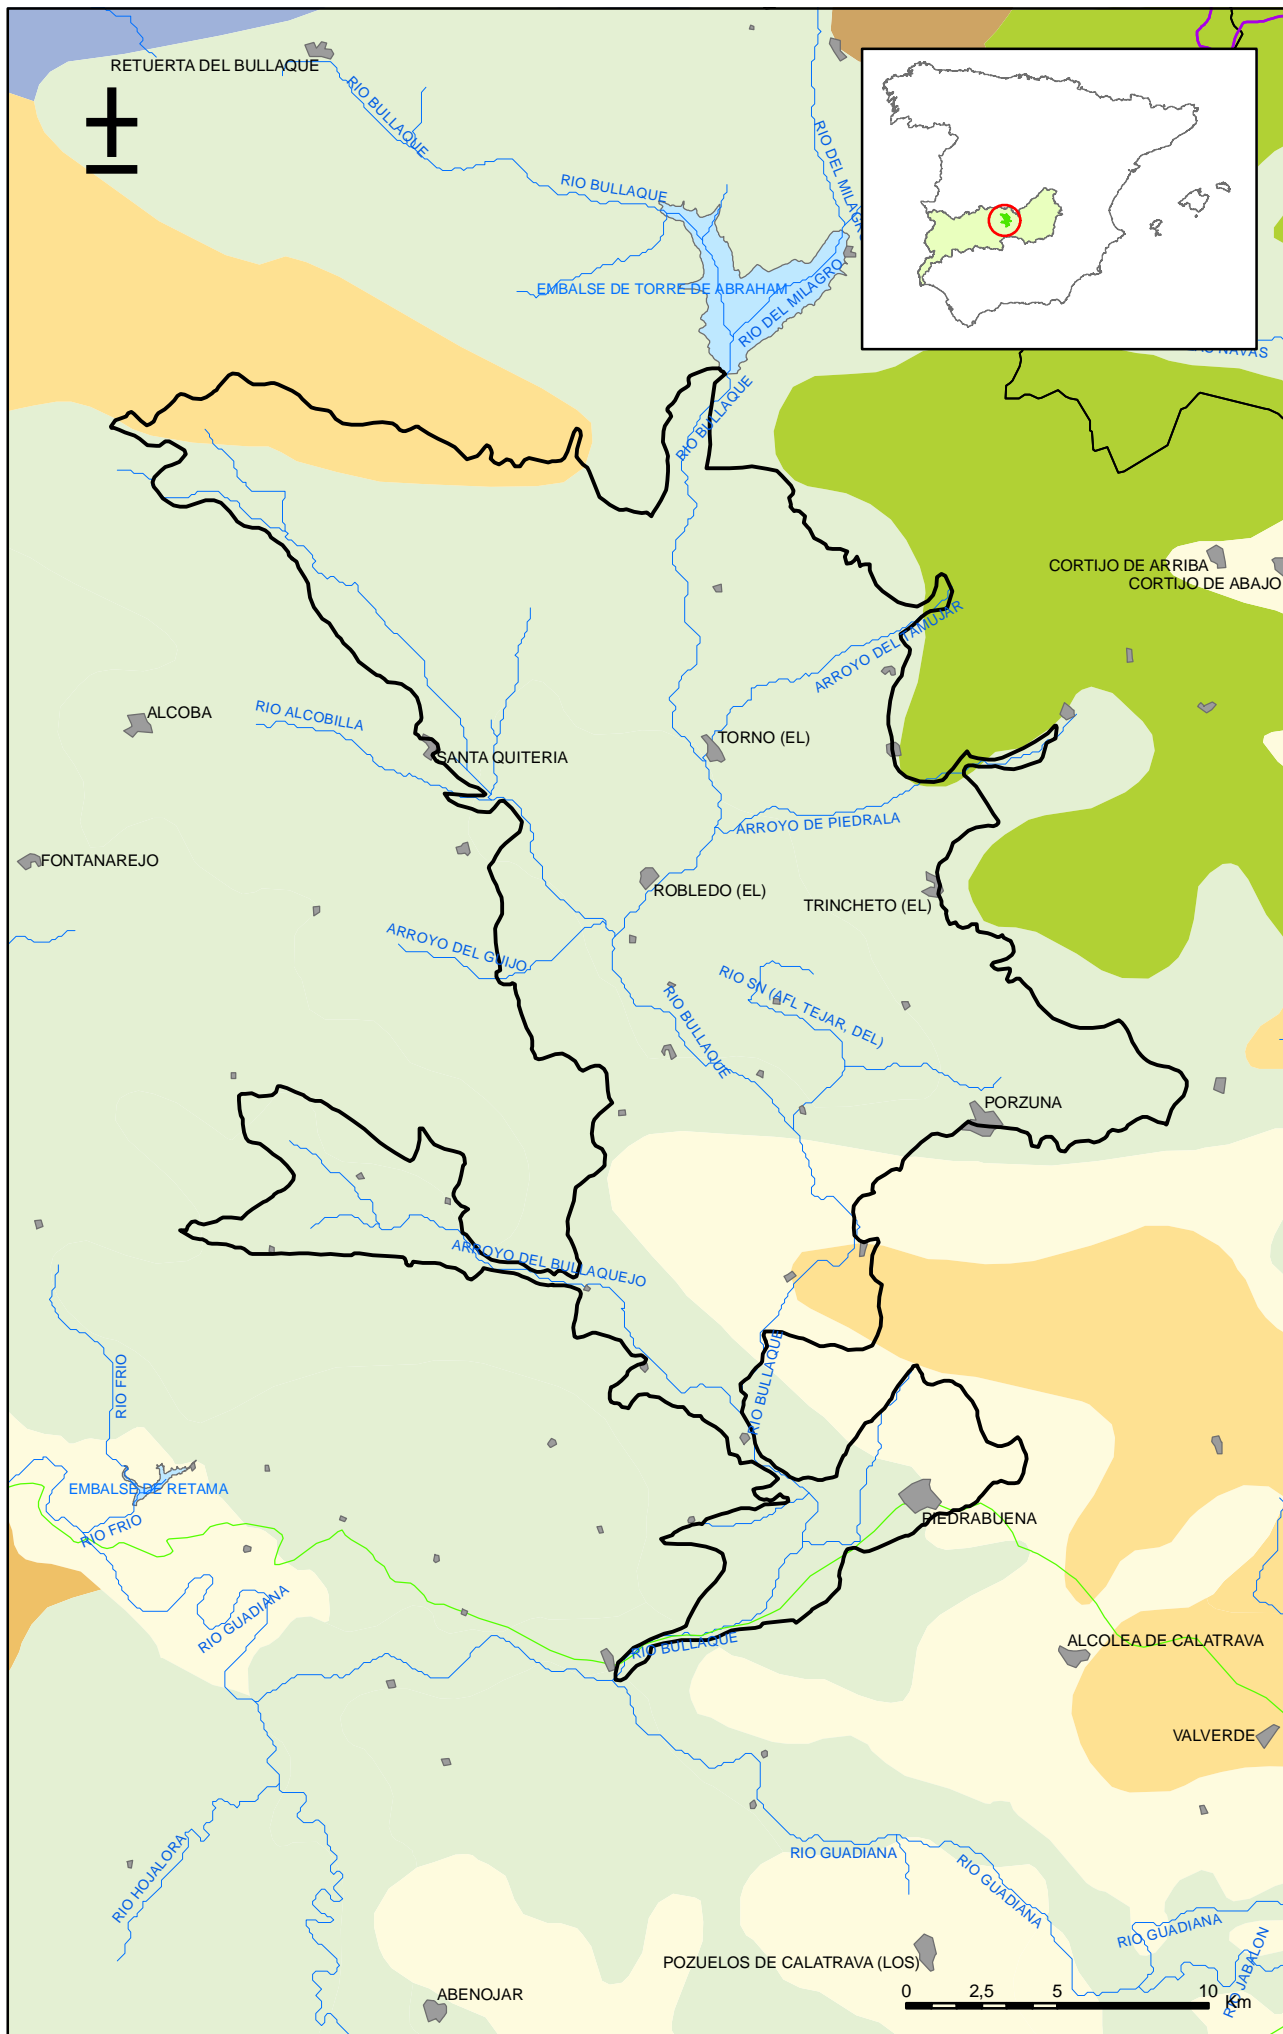 RETUERTA DEL BULLAQUE
RIO BULLAQUE
RIO BULLAQUE
RIO DEL MILAGRO
EMBALSE DE TORRE DE ABRAHAM
RIO DEL MILAGRO
NAVAS
RIO BULLAQUE
CORTIJO DE ARRIBA
CORTIJO DE ABAJO
ARROYO DEL TAMUJAR
ALCOBA
RIO ALCOBILLA
SANTA QUITERIA
TORNO (EL)
ARROYO DE PIEDRALA
FONTANAREJO
ROBLEDO (EL)
TRINCHETO (EL)
ARROYO DEL GUIJO
RIO SN (AFL TEJAR, DEL)
RIO BULLAQUE
PORZUNA
ARROYO DEL BULLAQUEJO
RIO FRIO
RIO BULLAQUE
EMBALSE DE RETAMA
RIO FRIO
PIEDRABUENA
RIO GUADIANA
RIO BULLAQUE
ALCOLEA DE CALATRAVA
VALVERDE
RIO HOJALORA
RIO GUADIANA
RIO GUADIANA
RIO GUADIANA
RIO JABALON
POZUELOS DE CALATRAVA (LOS)
ABENOJAR
0 2,5 5 10
Km